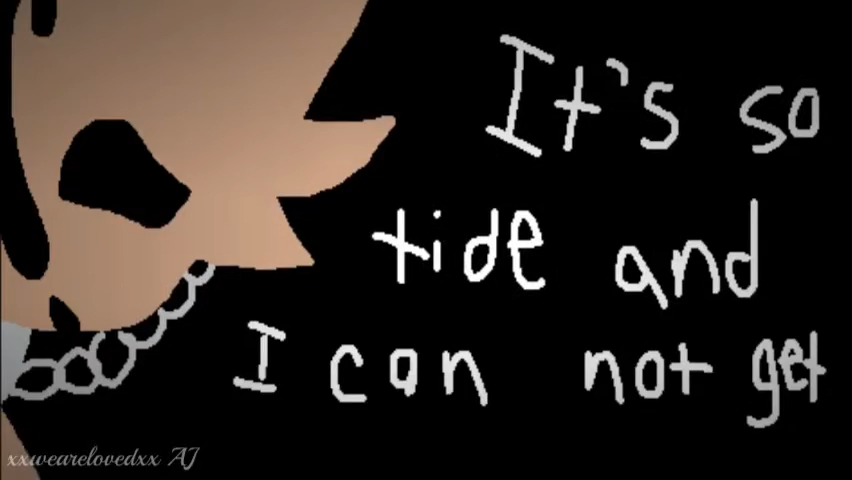 It's so
tide and
I can not get
xxwearelovedxx AJ